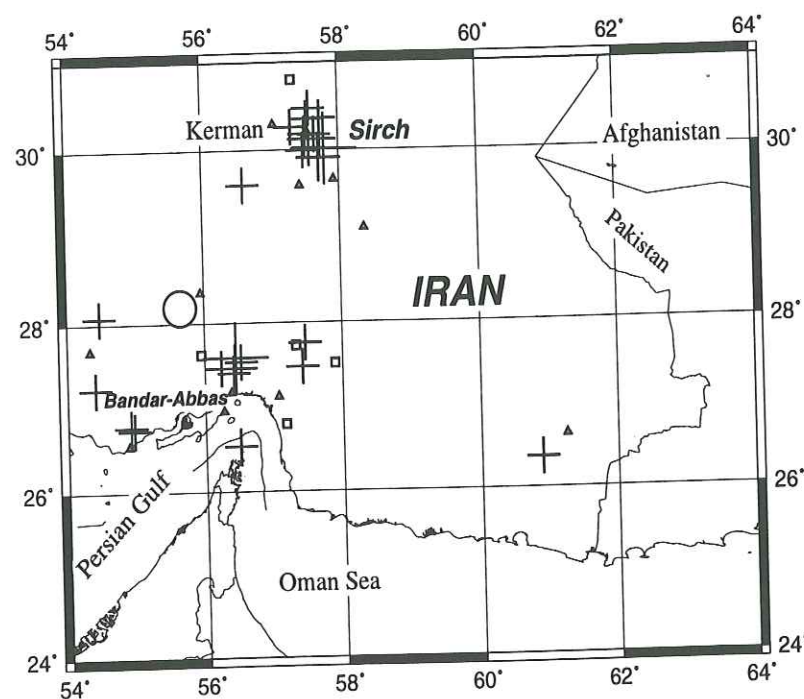 54° 56° 58° 60° 62° 64°
Kerman Sirch Afghanistan
30° 30°
Pakistan
IRAN
28° 28°
Bandar-Abbas
26° 26°
Persian Gulf
Oman Sea
24° 24°
54° 56° 58° 60° 62° 64°